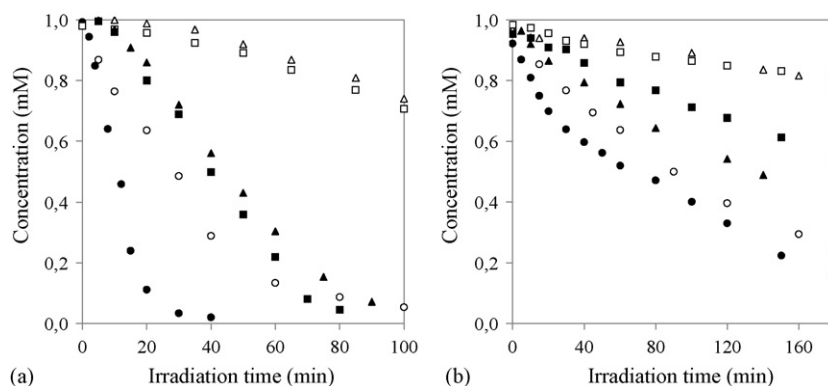 Concentration (mM)
1,0
0,8
0,6
0,4
0,2
0,0
0 20 40 60 80 100
(a) Irradiation time (min)
Concentration (mM)
1,0
0,8
0,6
0,4
0,2
0,0
0 40 80 120 160
(b) Irradiation time (min)